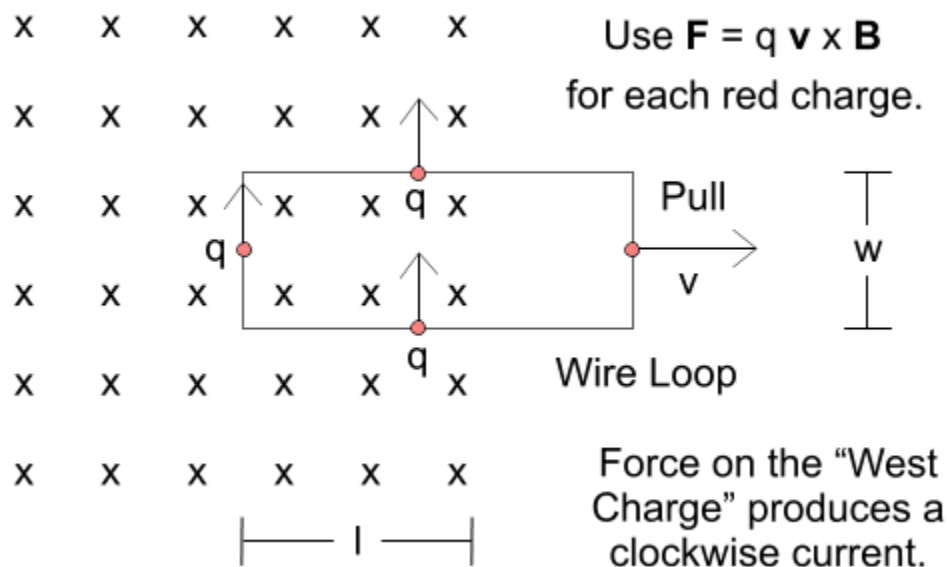 x x x x x x
Use F = q v x B
for each red charge.
x x x x x x
Pull
x x x q x x x
q
w
v
x x x x x x
q
Wire Loop
x x x x x x
Force on the “West
x x x x x x
Charge” produces a
clockwise current.
l